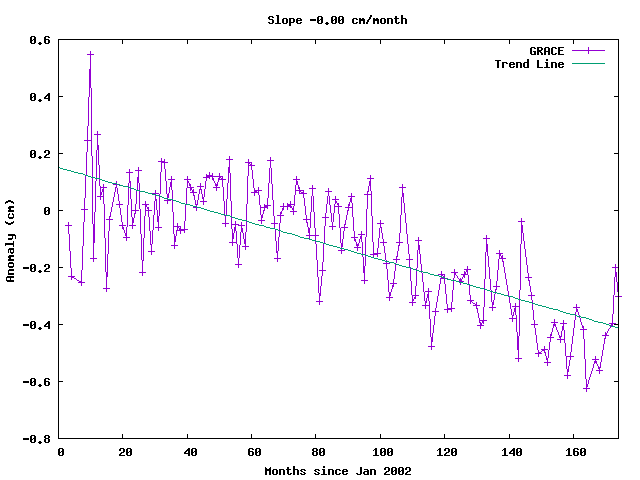 Slope -0.00 cm/month
GRACE
Trend Line
0.6
0.4
0.2
0
-0.2
-0.4
-0.6
-0.8
Anomaly (cm)
0 20 40 60 80 100 120 140 160
Months since Jan 2002